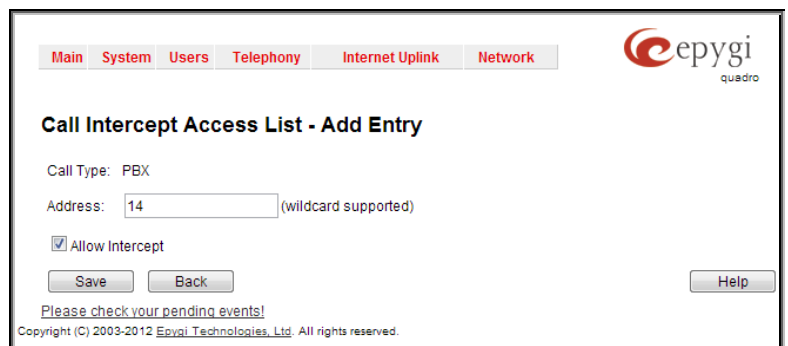 Main System Users Telephony Internet Uplink Network
epygi
quadro
Call Intercept Access List - Add Entry
Call Type: PBX
Address: 14 (wildcard supported)
Allow Intercept
Save Back Help
Please check your pending events!
Copyright (C) 2003-2012 Epygi Technologies, Ltd. All rights reserved.